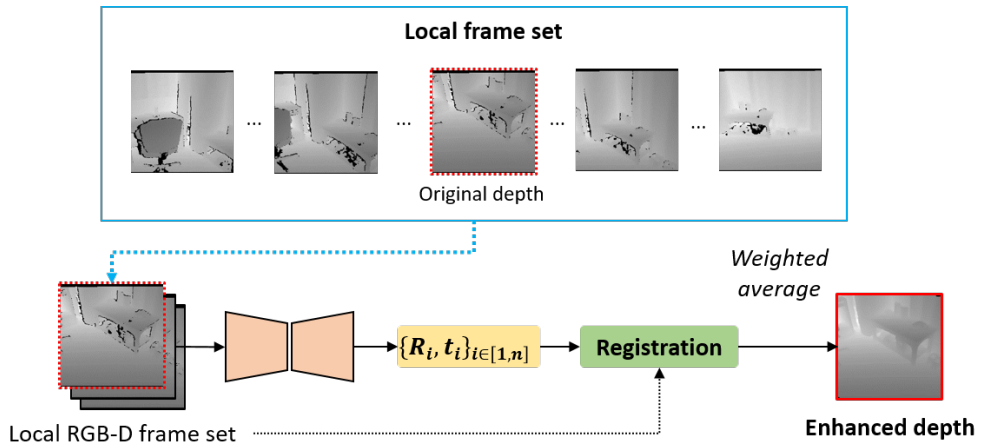 Local frame set
... ... ... ...
Original depth
Weighted
average
{R_i, t_i}_{i∈[1,n]}
Registration
Local RGB-D frame set
Enhanced depth